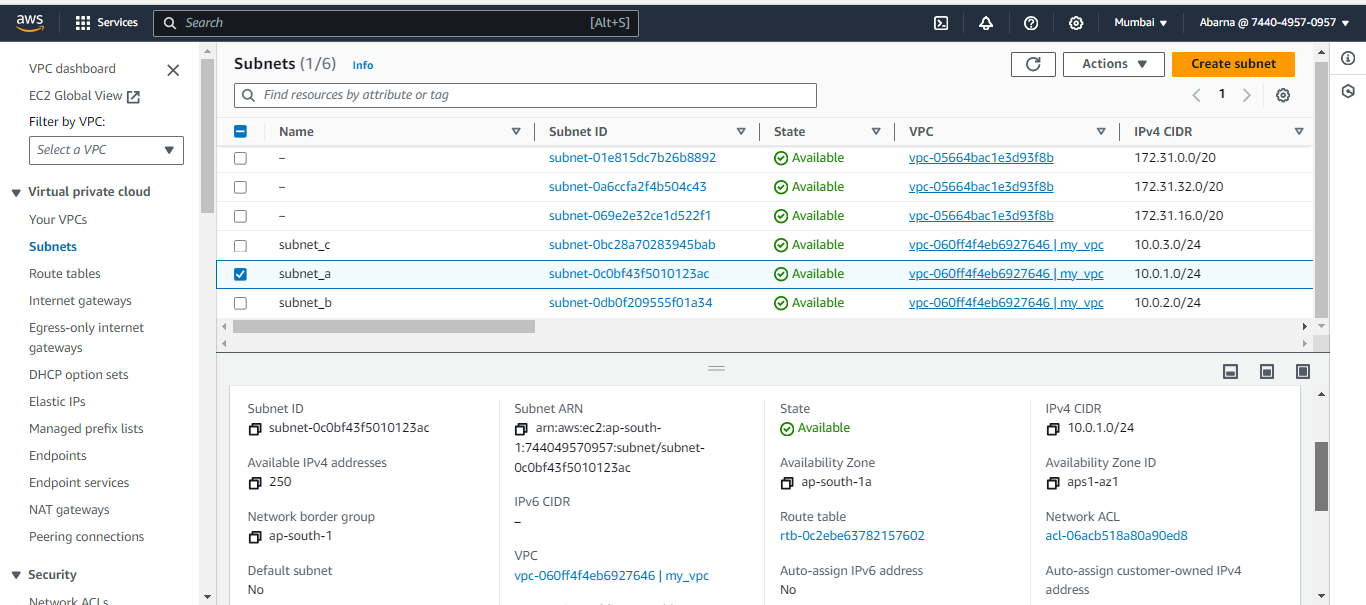 aws Services Search [Alt+S] Mumbai Abarna @ 7440-4957-0957
VPC dashboard
EC2 Global View
Filter by VPC:
Select a VPC
Virtual private cloud
Your VPCs
Subnets
Route tables
Internet gateways
Egress-only internet
gateways
DHCP option sets
Elastic IPs
Managed prefix lists
Endpoints
Endpoint services
NAT gateways
Peering connections
Security
Network ACLs
Subnets (1/6) Info Actions Create subnet
Find resources by attribute or tag 1
Name Subnet ID State VPC IPv4 CIDR
– subnet-01e815dc7b26b8892 Available vpc-05664bac1e3d93f8b 172.31.0.0/20
– subnet-0a6ccfa2f4b504c43 Available vpc-05664bac1e3d93f8b 172.31.32.0/20
– subnet-069e2e32ce1d522f1 Available vpc-05664bac1e3d93f8b 172.31.16.0/20
subnet_c subnet-0bc28a70283945bab Available vpc-060ff4f4eb6927646 | my_vpc 10.0.3.0/24
subnet_a subnet-0c0bf43f5010123ac Available vpc-060ff4f4eb6927646 | my_vpc 10.0.1.0/24
subnet_b subnet-0db0f209555f01a34 Available vpc-060ff4f4eb6927646 | my_vpc 10.0.2.0/24
Subnet ID
subnet-0c0bf43f5010123ac
Available IPv4 addresses
250
Network border group
ap-south-1
Default subnet
No
Subnet ARN
arn:aws:ec2:ap-south-
1:744049570957:subnet/subnet-
0c0bf43f5010123ac
IPv6 CIDR
–
VPC
vpc-060ff4f4eb6927646 | my_vpc
State
Available
Availability Zone
ap-south-1a
Route table
rtb-0c2ebe63782157602
Auto-assign IPv6 address
No
IPv4 CIDR
10.0.1.0/24
Availability Zone ID
aps1-az1
Network ACL
acl-06acb518a80a90ed8
Auto-assign customer-owned IPv4
address